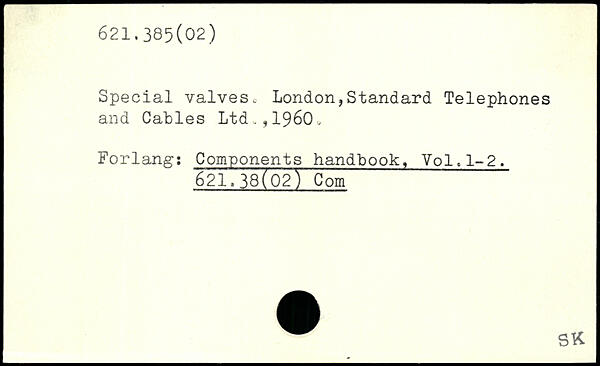 621.385(02)
Special valves. London,Standard Telephones
and Cables Ltd.,1960.
Forlang: Components handbook, Vol.1-2.
621.38(02) Com
SK